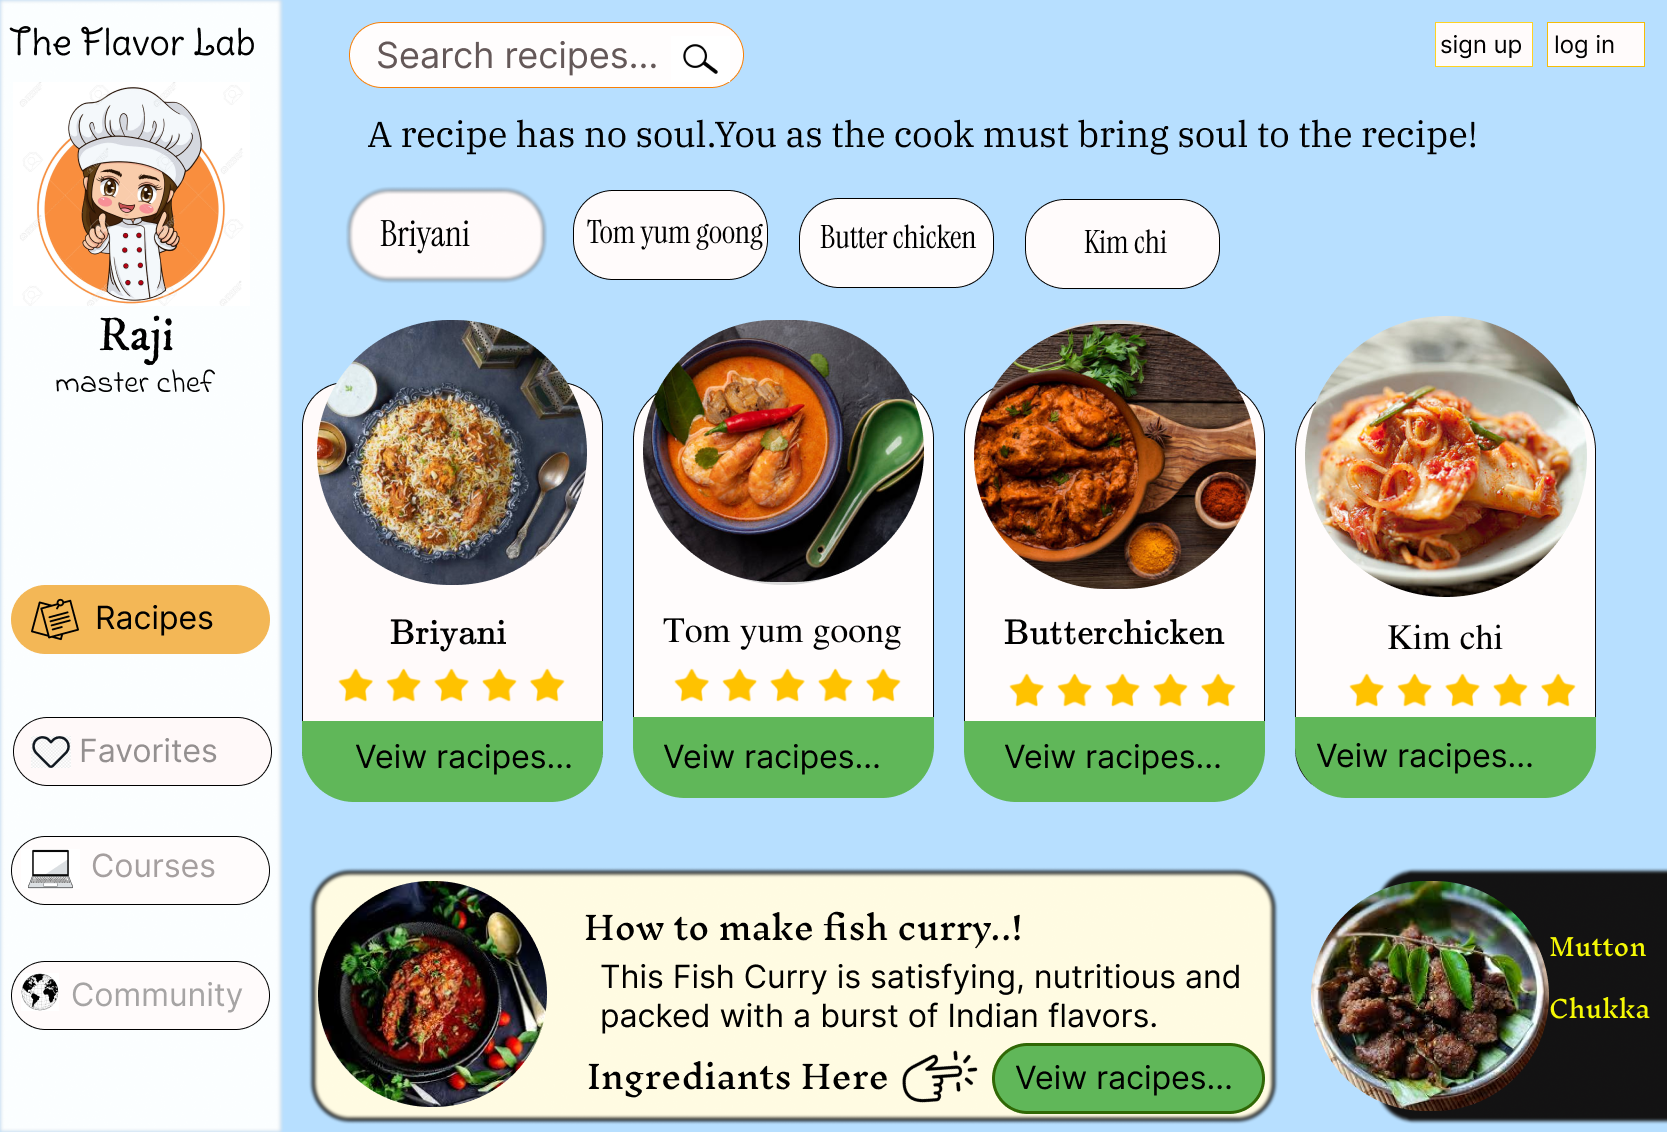 The Flavor Lab
Search recipes...
sign up
log in
A recipe has no soul.You as the cook must bring soul to the recipe!
Briyani
Tom yum goong
Butter chicken
Kim chi
Raji
master chef
Racipes
Favorites
Courses
Community
Briyani
Tom yum goong
Butterchicken
Kim chi
Veiw racipes...
Veiw racipes...
Veiw racipes...
Veiw racipes...
How to make fish curry..!
This Fish Curry is satisfying, nutritious and
packed with a burst of Indian flavors.
Ingrediants Here
Veiw racipes...
Mutton
Chukka